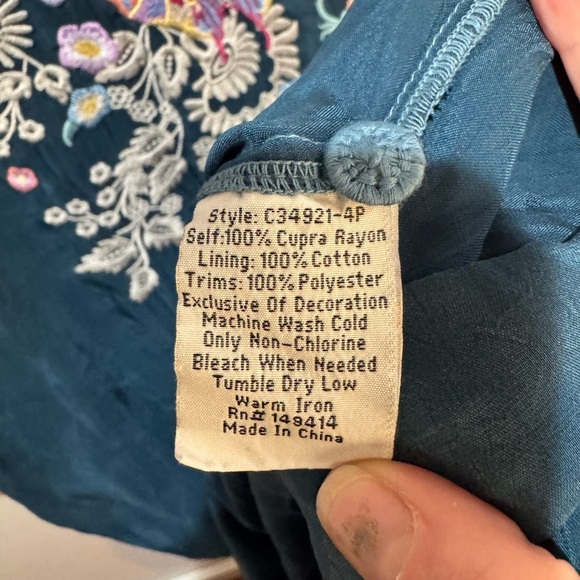 Style: C34921-4P
Self:100% Cupra Rayon
Lining: 100% Cotton
Trims: 100% Polyester
Exclusive Of Decoration
Machine Wash Cold
Only Non-Chlorine
Bleach When Needed
Tumble Dry Low
Warm Iron
Rn# 149414
Made In China